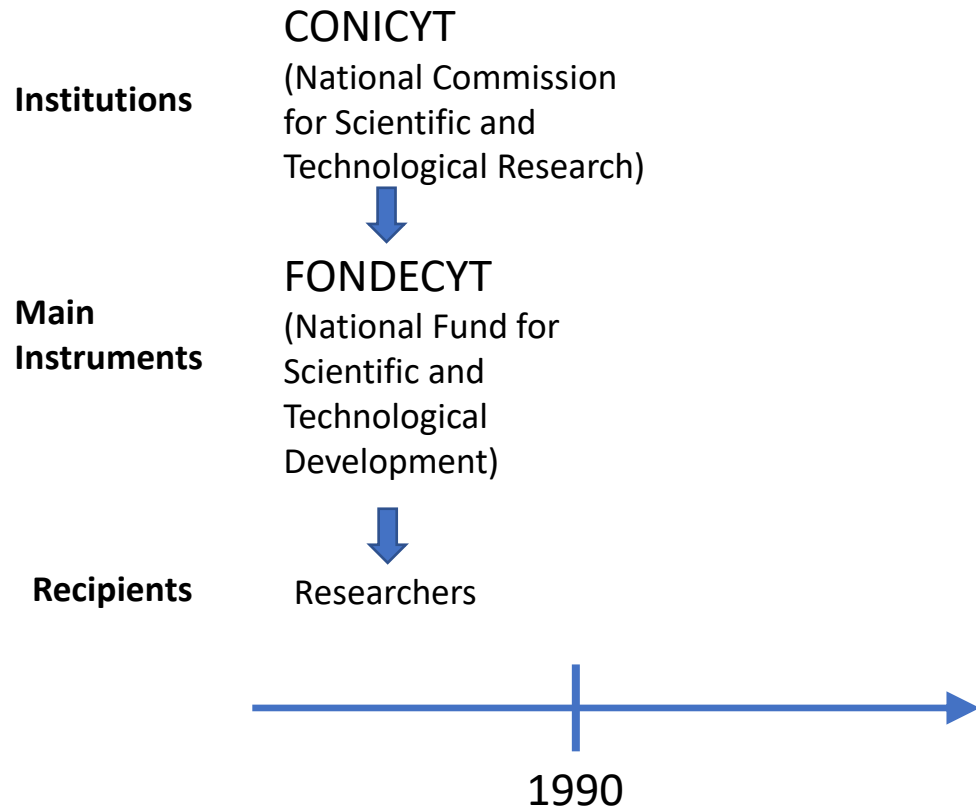 CONICYT
Institutions
(National Commission
for Scientific and
Technological Research)
FONDECYT
Main
Instruments
(National Fund for
Scientific and
Technological
Development)
Recipients
Researchers
1990